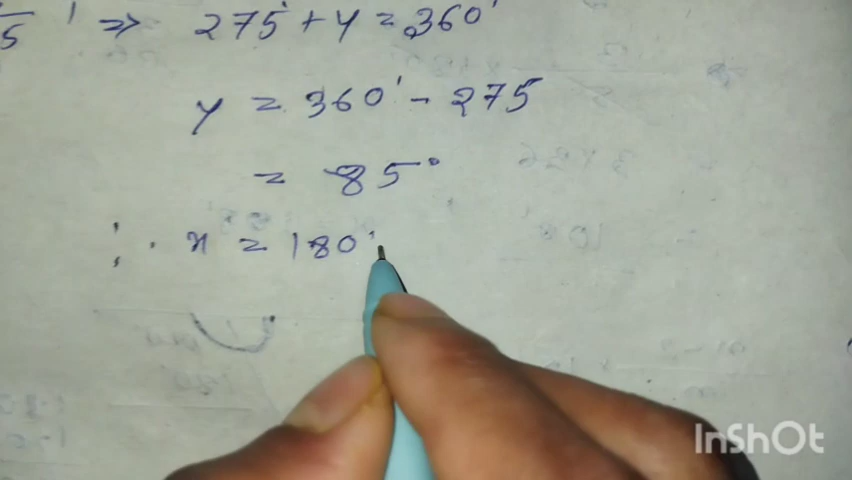 5 ' ⇒ 275° + y = 360'
y = 360' - 275
= 85°
∴ x = 180'
InShOt